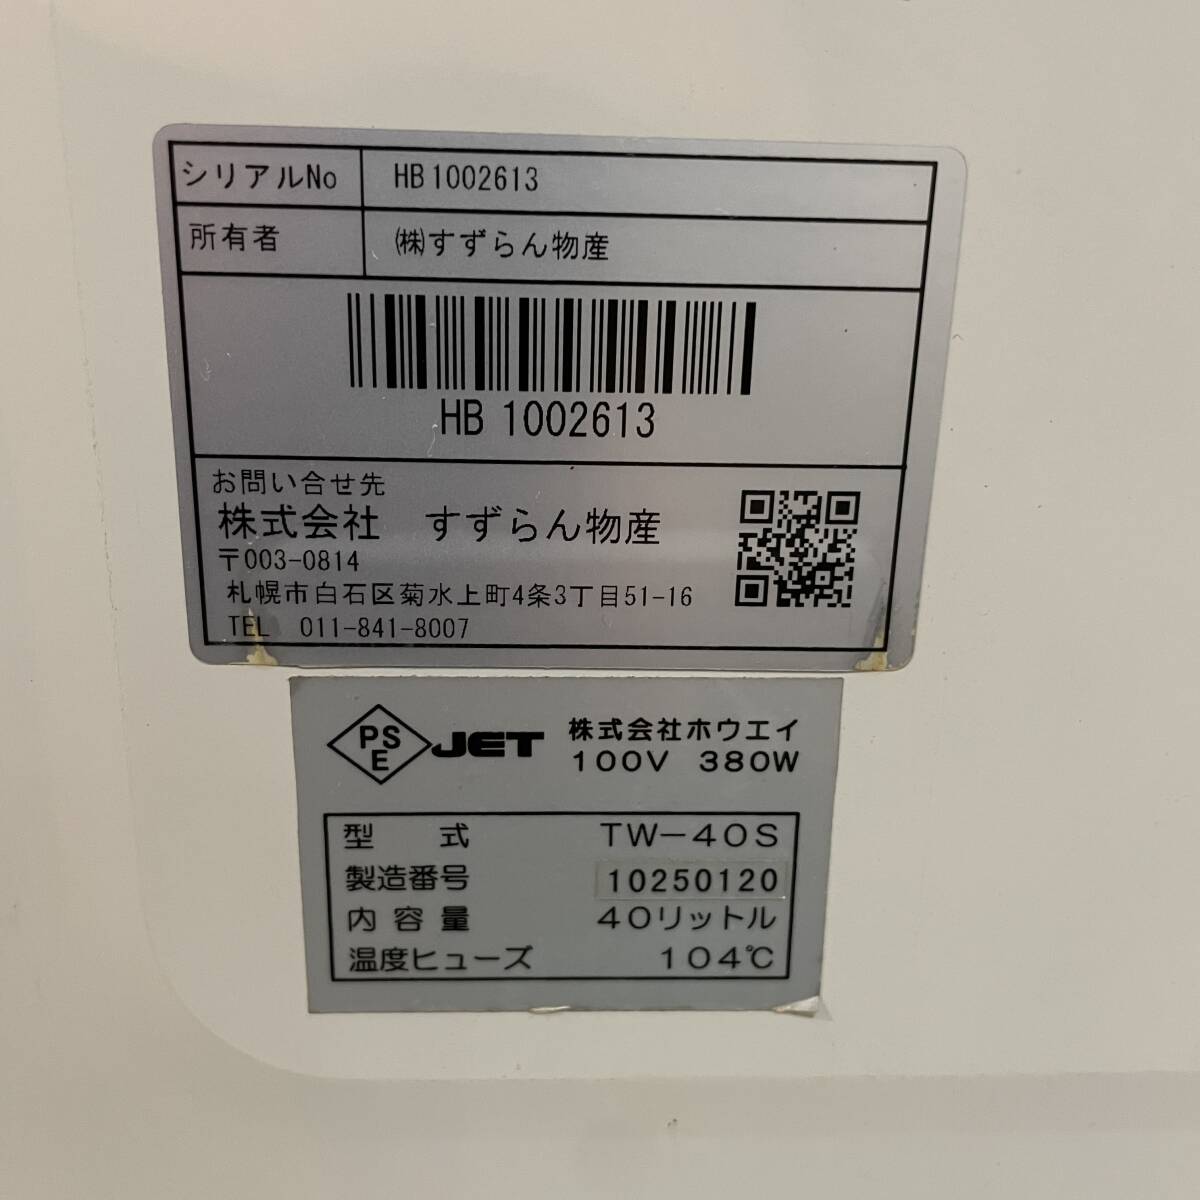 シリアルNo HB1002613
所有者 ㈱すずらん物産
HB 1002613
お問い合せ先
株式会社 すずらん物産
〒003-0814
札幌市白石区菊水上町4条3丁目51-16
TEL 011-841-8007
PSE JET 株式会社ホウエイ
100V 380W
型式 TW-40S
製造番号 10250120
内容量 40リットル
温度ヒューズ 104℃